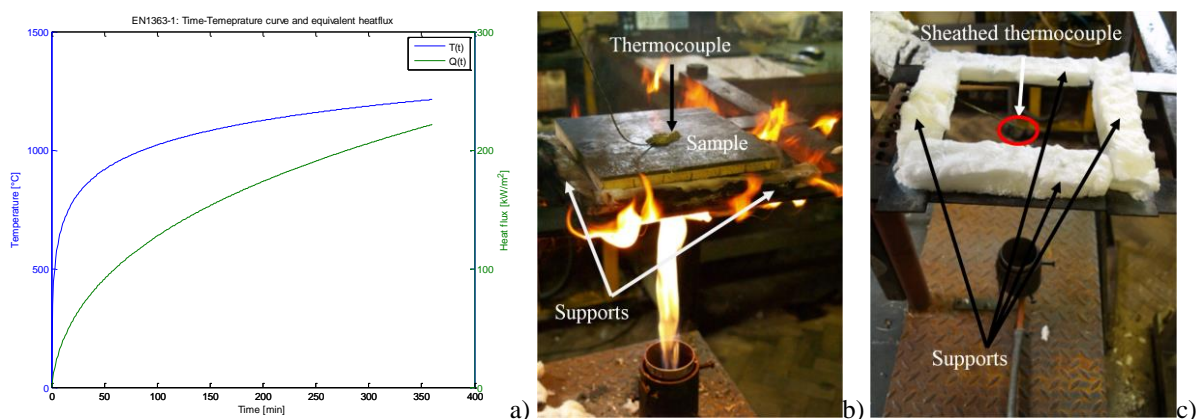 EN1363-1: Time-Temeprature curve and equivalent heatflux
1500
1000
500
0
Temperature [°C]
T(t)
Q(t)
300
200
100
0
Heat flux [kW/m²]
0 50 100 150 200 250 300 350 400
Time [min]
a)
Thermocouple
Sample
Supports
b)
Sheathed thermocouple
Supports
c)